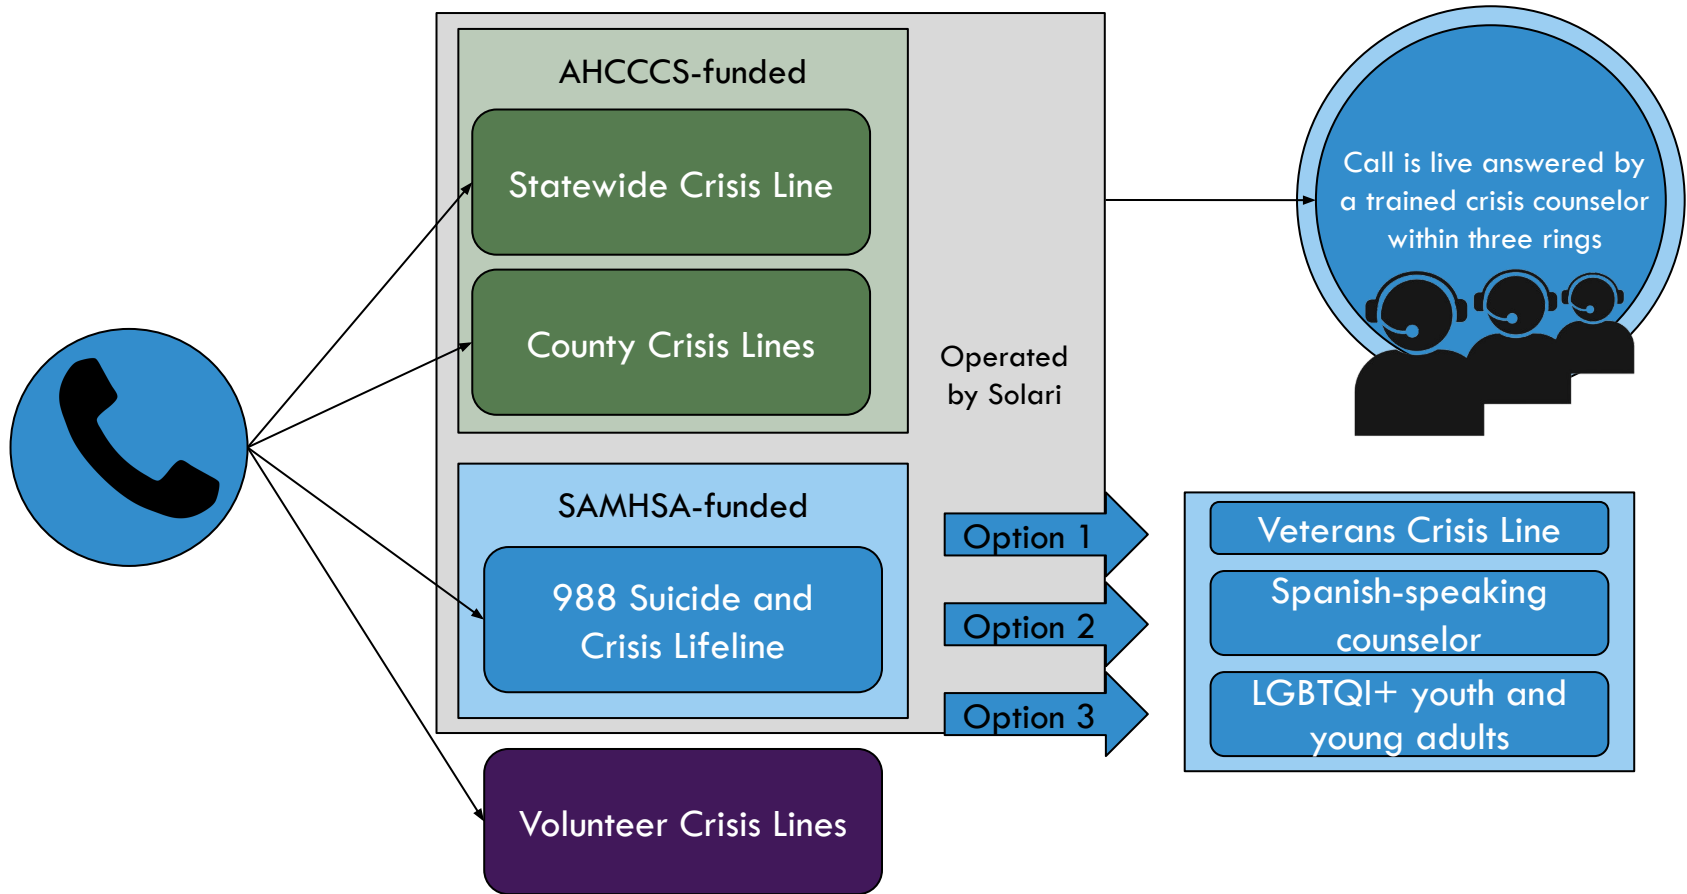 AHCCCS-funded
Statewide Crisis Line
County Crisis Lines
Operated
by Solari
SAMHSA-funded
988 Suicide and
Crisis Lifeline
Volunteer Crisis Lines
Option 1
Option 2
Option 3
Call is live answered by
a trained crisis counselor
within three rings
Veterans Crisis Line
Spanish-speaking
counselor
LGBTQI+ youth and
young adults